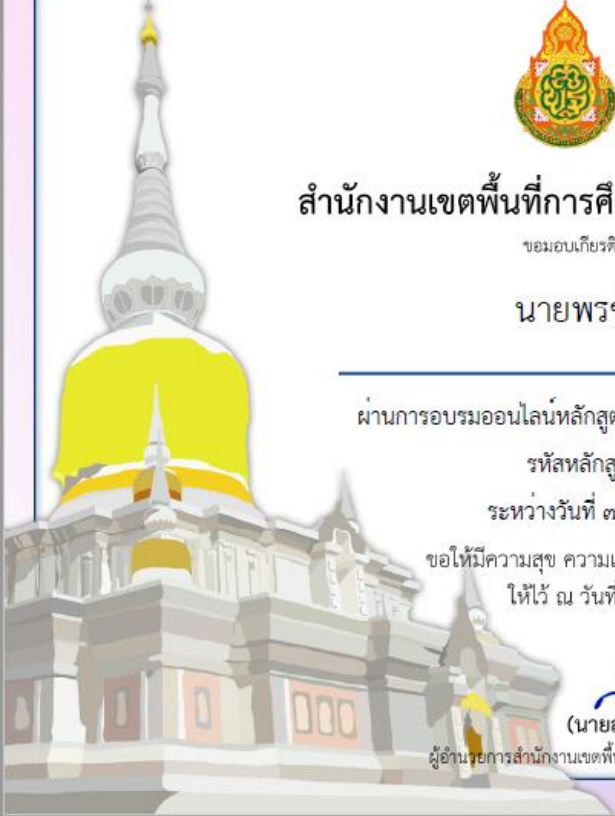 สำนักงานเขตพื้นที่การศึ
ขอมอบเกียรติ
นายพร
ผ่านการอบรมออนไลน์หลักสูต
รหัสหลักสู
ระหว่างวันที่ ๗
ขอให้มีความสุข ความเ
ให้ไว้ ณ วันที่
(นาย
ผู้อำนวยการสำนักงานเขตพื้